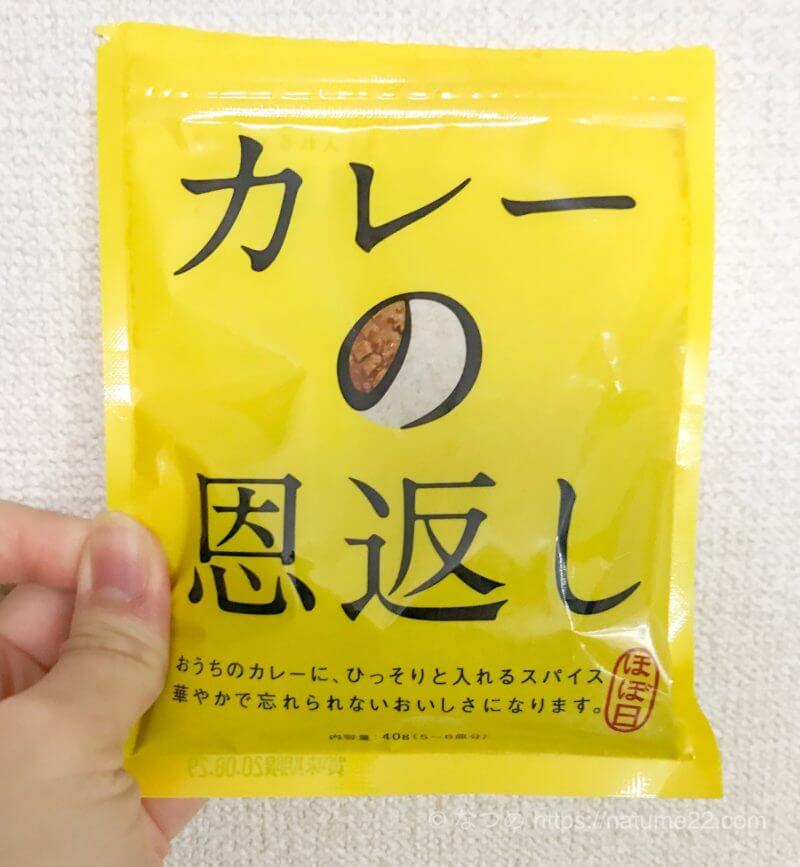 カレー
の
恩返し
おうちのカレーに、ひっそりと入れるスパイス
華やかで忘れられないおいしさになります。
ほぼ日
内容量：40g（5〜6皿分）
賞味期限20.08.29
© なつめ https://natume22.com